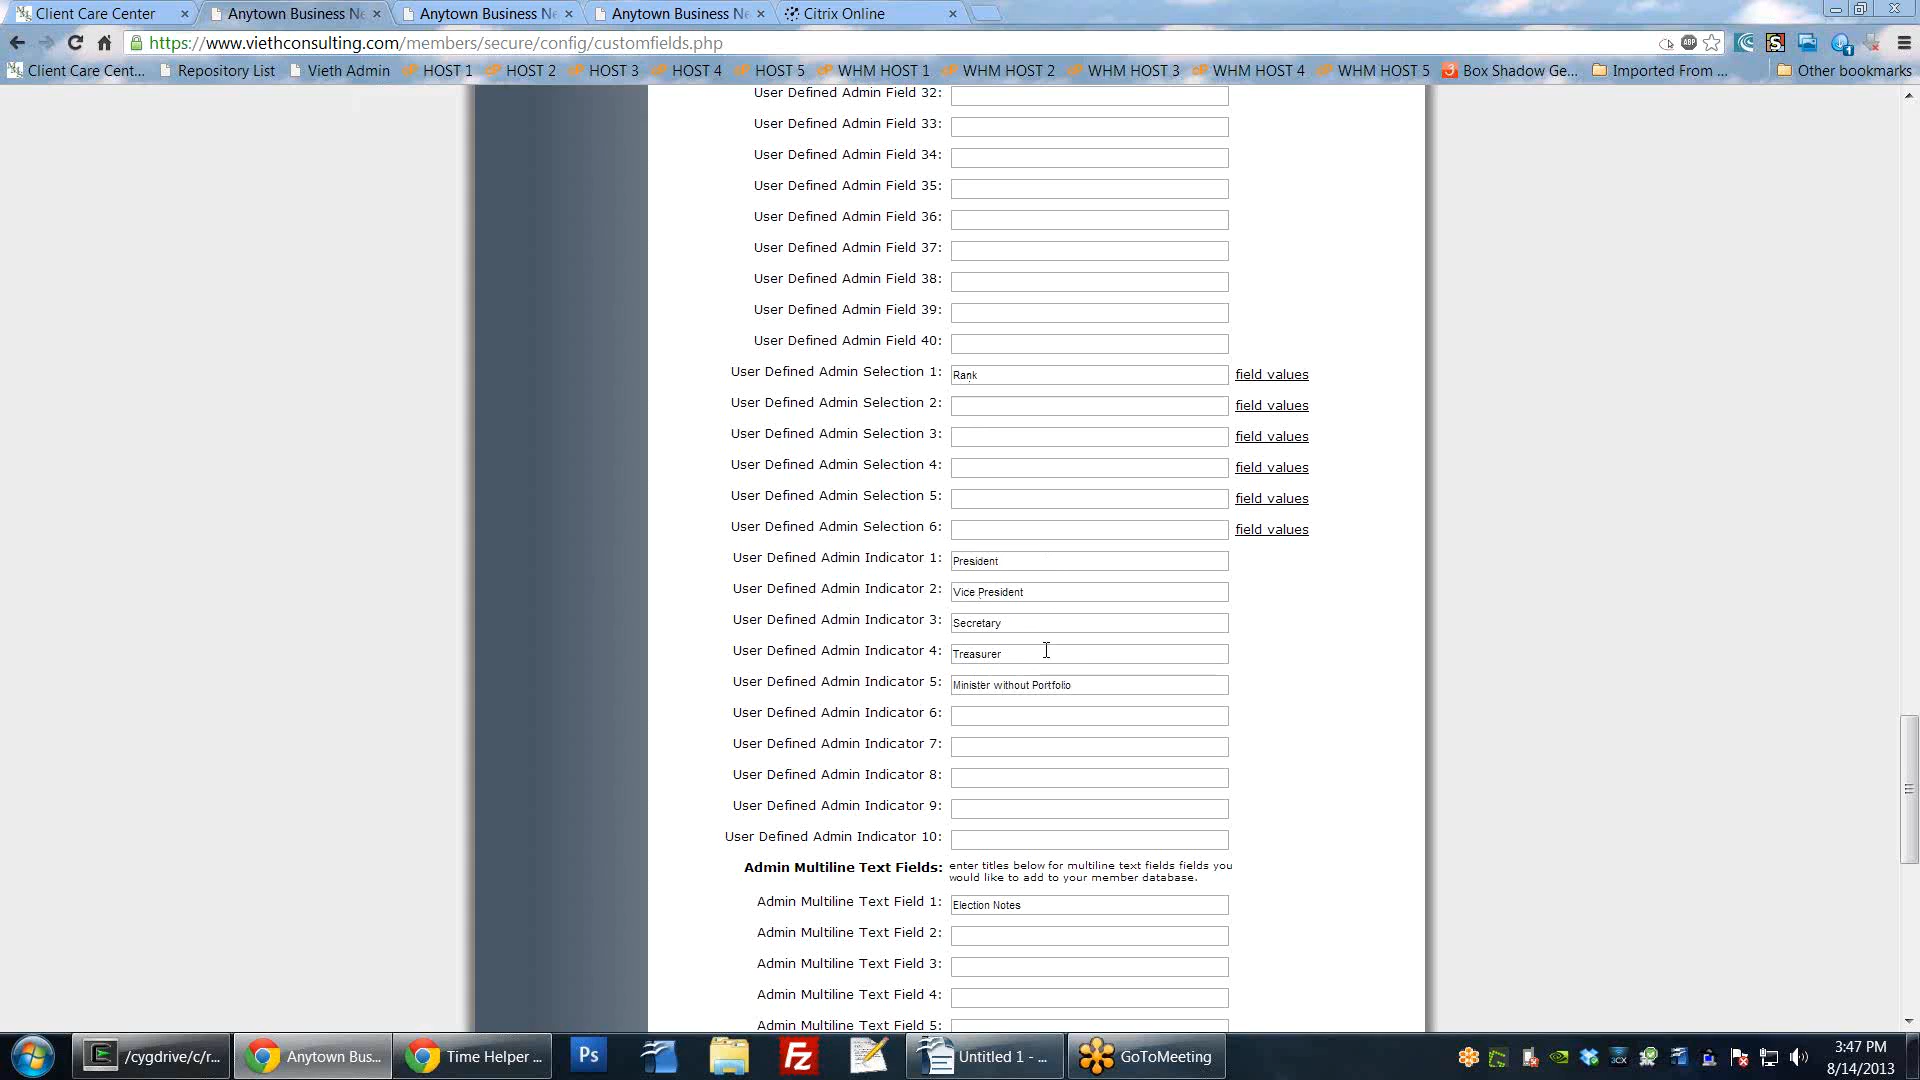 Client Care Center
Anytown Business Ne
Anytown Business Ne
Anytown Business Ne
Citrix Online
https://www.viethconsulting.com/members/secure/config/customfields.php
Client Care Cent...
Repository List
Vieth Admin
HOST 1
HOST 2
HOST 3
HOST 4
HOST 5
WHM HOST 1
WHM HOST 2
WHM HOST 3
WHM HOST 4
WHM HOST 5
Box Shadow Ge...
Imported From ...
Other bookmarks
User Defined Admin Field 32:
User Defined Admin Field 33:
User Defined Admin Field 34:
User Defined Admin Field 35:
User Defined Admin Field 36:
User Defined Admin Field 37:
User Defined Admin Field 38:
User Defined Admin Field 39:
User Defined Admin Field 40:
User Defined Admin Selection 1: Rank field values
User Defined Admin Selection 2: field values
User Defined Admin Selection 3: field values
User Defined Admin Selection 4: field values
User Defined Admin Selection 5: field values
User Defined Admin Selection 6: field values
User Defined Admin Indicator 1: President
User Defined Admin Indicator 2: Vice President
User Defined Admin Indicator 3: Secretary
User Defined Admin Indicator 4: Treasurer
User Defined Admin Indicator 5: Minister without Portfolio
User Defined Admin Indicator 6:
User Defined Admin Indicator 7:
User Defined Admin Indicator 8:
User Defined Admin Indicator 9:
User Defined Admin Indicator 10:
Admin Multiline Text Fields: enter titles below for multiline text fields fields you
would like to add to your member database.
Admin Multiline Text Field 1: Election Notes
Admin Multiline Text Field 2:
Admin Multiline Text Field 3:
Admin Multiline Text Field 4:
Admin Multiline Text Field 5:
/cygdrive/c/r...
Anytown Bus...
Time Helper ...
Ps
Fz
Untitled 1 - ...
GoToMeeting
3:47 PM
8/14/2013